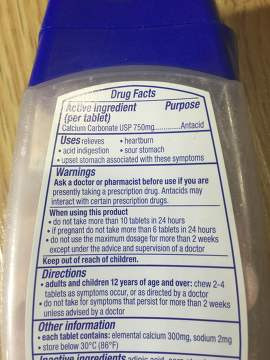 Drug Facts
Active ingredient Purpose
(per tablet)
Calcium Carbonate USP 750mg..............Antacid
Uses relieves • heartburn
• acid indigestion • sour stomach
• upset stomach associated with these symptoms
Warnings
Ask a doctor or pharmacist before use if you are
presently taking a prescription drug. Antacids may
interact with certain prescription drugs.
When using this product
• do not take more than 10 tablets in 24 hours
• if pregnant do not take more than 6 tablets in 24 hours
• do not use the maximum dosage for more than 2 weeks
except under the advice and supervision of a doctor
Keep out of reach of children.
Directions
• adults and children 12 years of age and over: chew 2-4
tablets as symptoms occur, or as directed by a doctor
• do not take for symptoms that persist for more than 2 weeks
unless advised by a doctor
Other information
• each tablet contains: elemental calcium 300mg, sodium 2mg
• store below 30°C (86°F)
Inactive ingredients adipic acid,